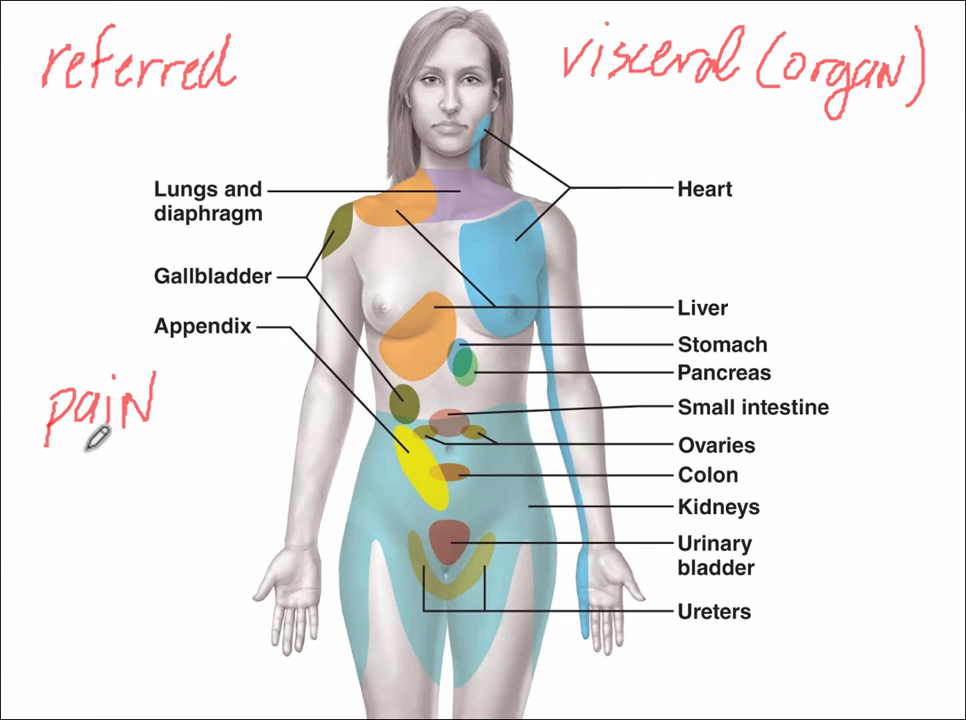 referred
visceral (organ)
Lungs and
diaphragm
Heart
Gallbladder
Liver
Appendix
Stomach
Pancreas
pain
Small intestine
Ovaries
Colon
Kidneys
Urinary
bladder
Ureters